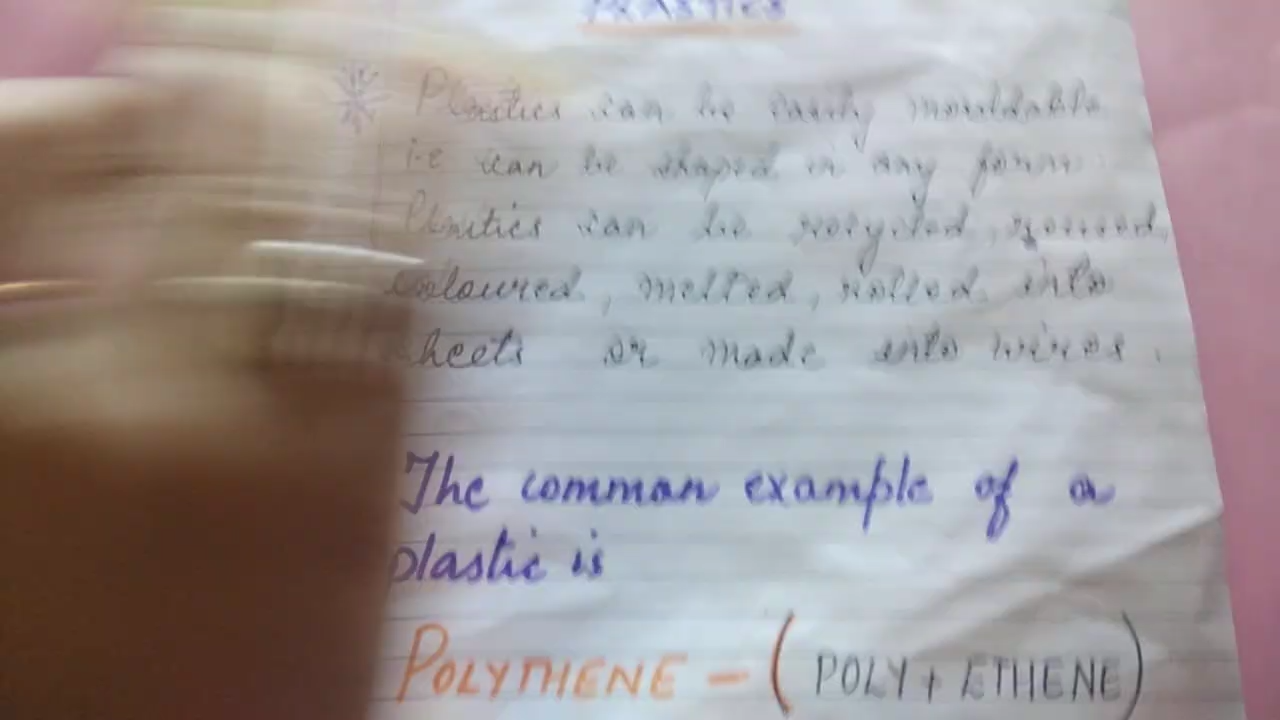 PLASTICS
Plastics can be easily mouldable
i.e can be shaped in any form.
Plastics can be recycled, reused,
coloured, melted, rolled into
sheets or made into wires.
The common example of a
plastic is
POLYTHENE - (POLY + ETHENE)